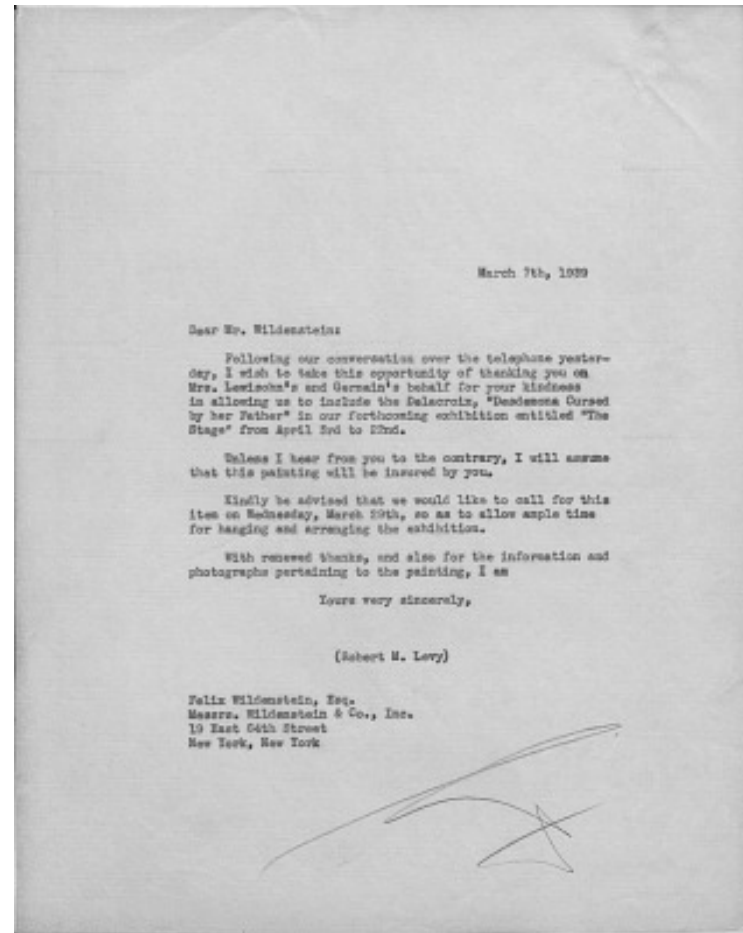 March 7th, 1939
Dear Mr. Wildenstein:
Following our conversation over the telephone yester-
day, I wish to take this opportunity of thanking you on
Mrs. Lewisohn's and Germain's behalf for your kindness
in allowing us to include the Delacroix, "Desdemona Cursed
by her Father" in our forthcoming exhibition entitled "The
Stage" from April 3rd to 22nd.
Unless I hear from you to the contrary, I will assume
that this painting will be insured by you.
Kindly be advised that we would like to call for this
item on Wednesday, March 29th, so as to allow ample time
for hanging and arranging the exhibition.
With renewed thanks, and also for the information and
photographs pertaining to the painting, I am
Yours very sincerely,
(Robert M. Levy)
Felix Wildenstein, Esq.
Messrs. Wildenstein & Co., Inc.
19 East 64th Street
New York, New York